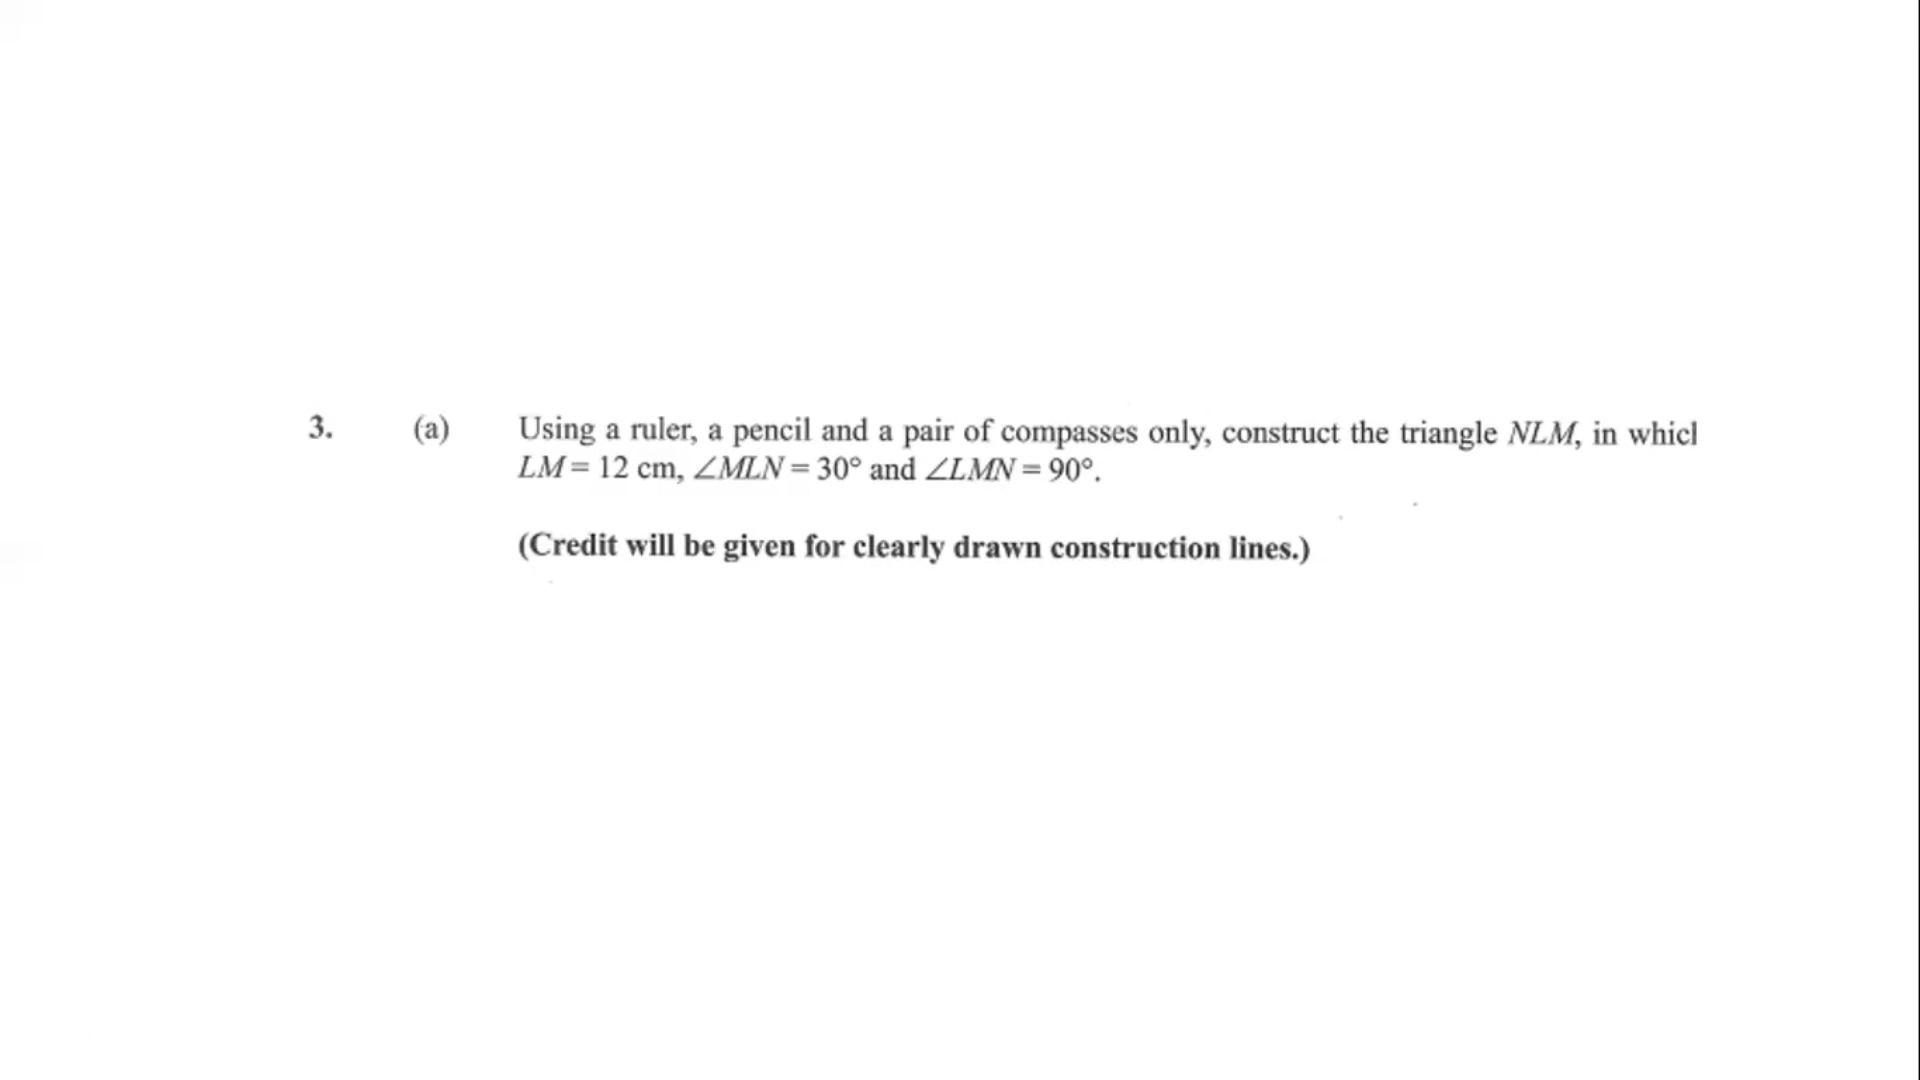 3. (a) Using a ruler, a pencil and a pair of compasses only, construct the triangle NLM, in whicl
LM = 12 cm, ∠MLN = 30° and ∠LMN = 90°.
(Credit will be given for clearly drawn construction lines.)